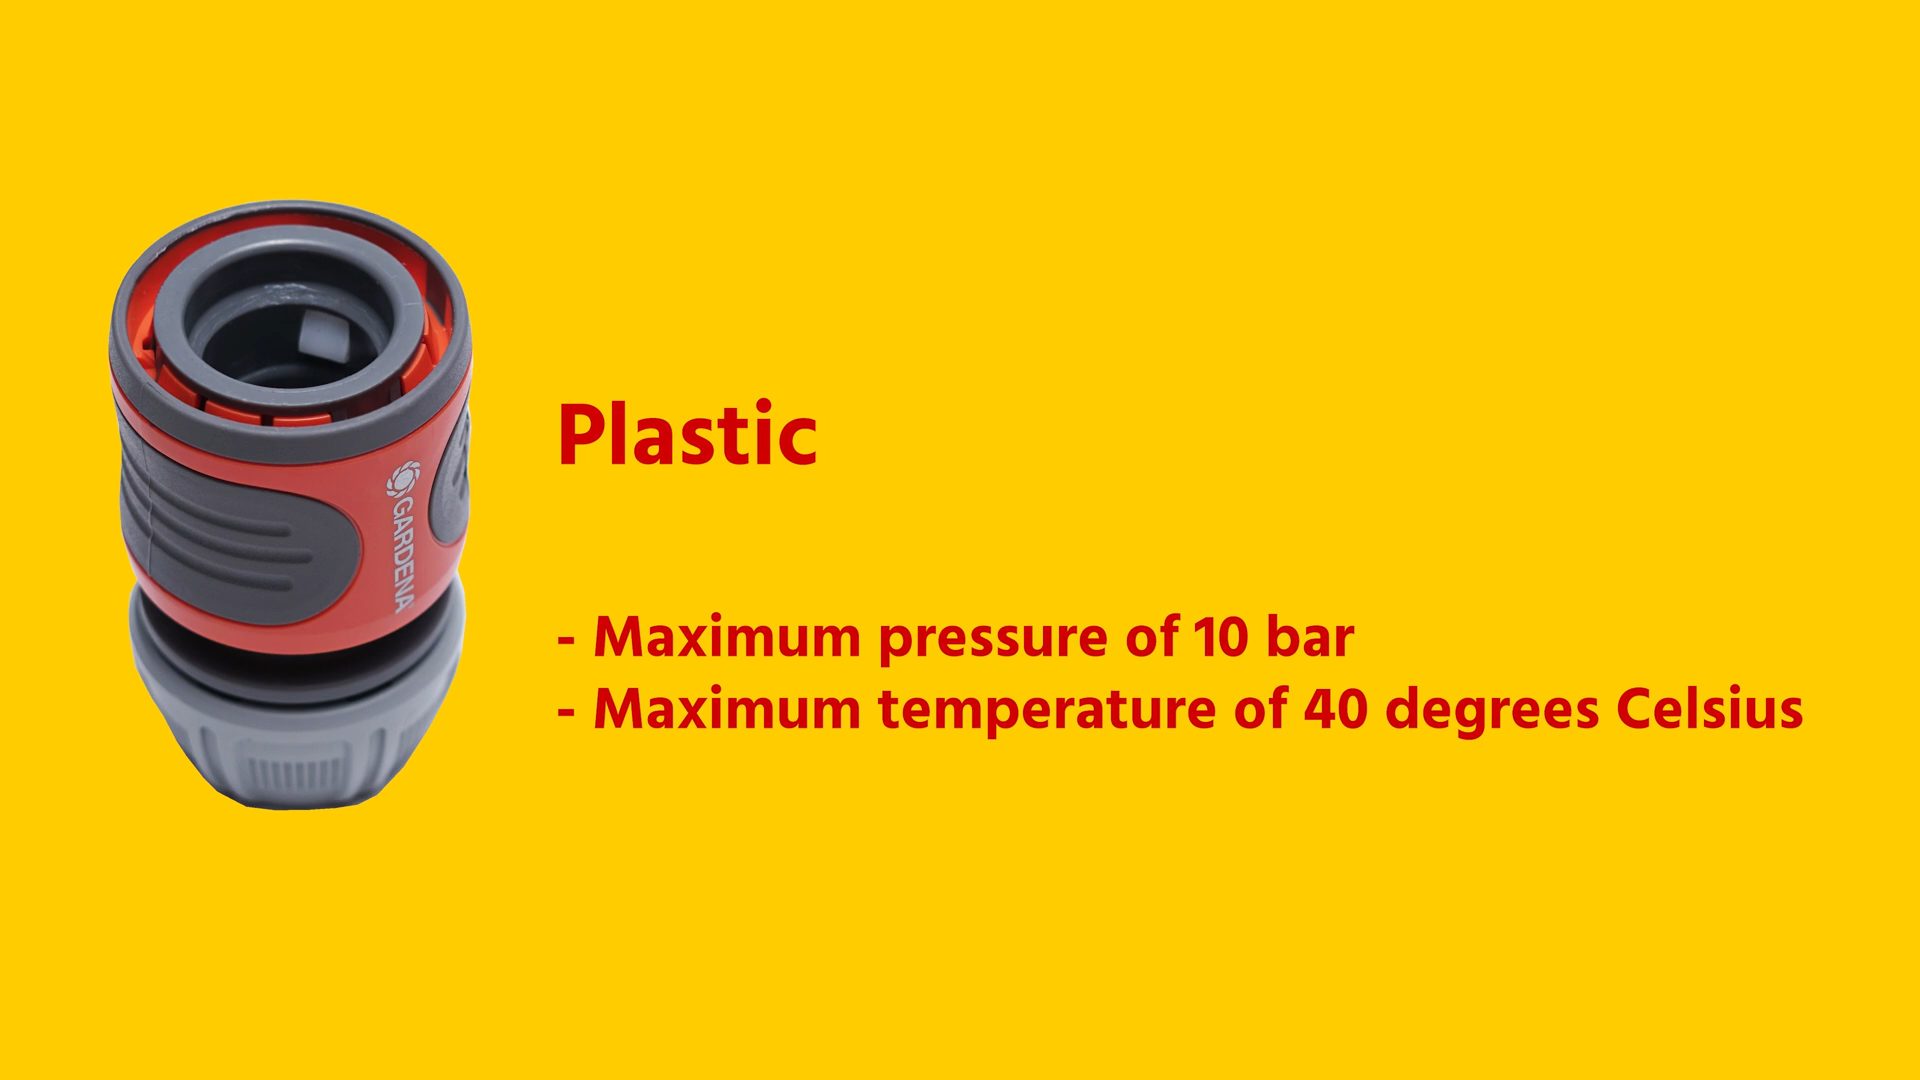 GARDENA
Plastic
- Maximum pressure of 10 bar
- Maximum temperature of 40 degrees Celsius